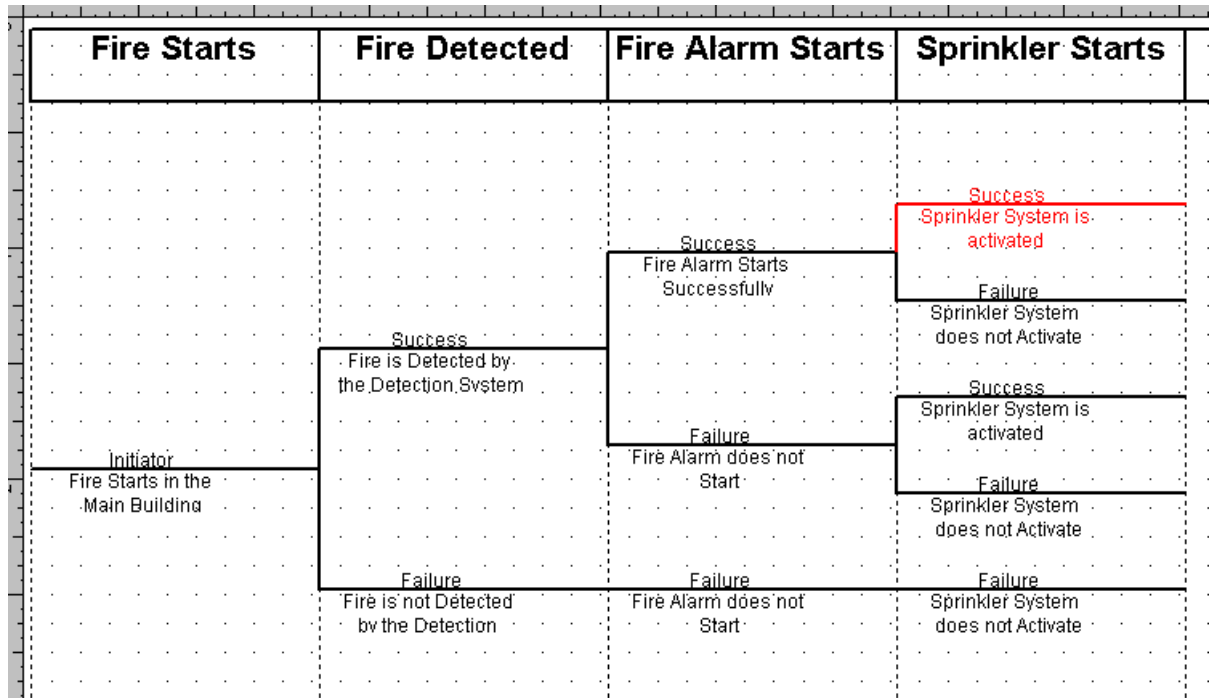 Fire Starts
Fire Detected
Fire Alarm Starts
Sprinkler Starts
Initiator
Fire Starts in the
Main Building
Success
Fire is Detected by
the Detection System
Failure
Fire is not Detected
by the Detection
Success
Fire Alarm Starts
Successfully
Failure
Fire Alarm does not
Start
Failure
Fire Alarm does not
Start
Success
Sprinkler System is
activated
Failure
Sprinkler System
does not Activate
Success
Sprinkler System is
activated
Failure
Sprinkler System
does not Activate
Failure
Sprinkler System
does not Activate